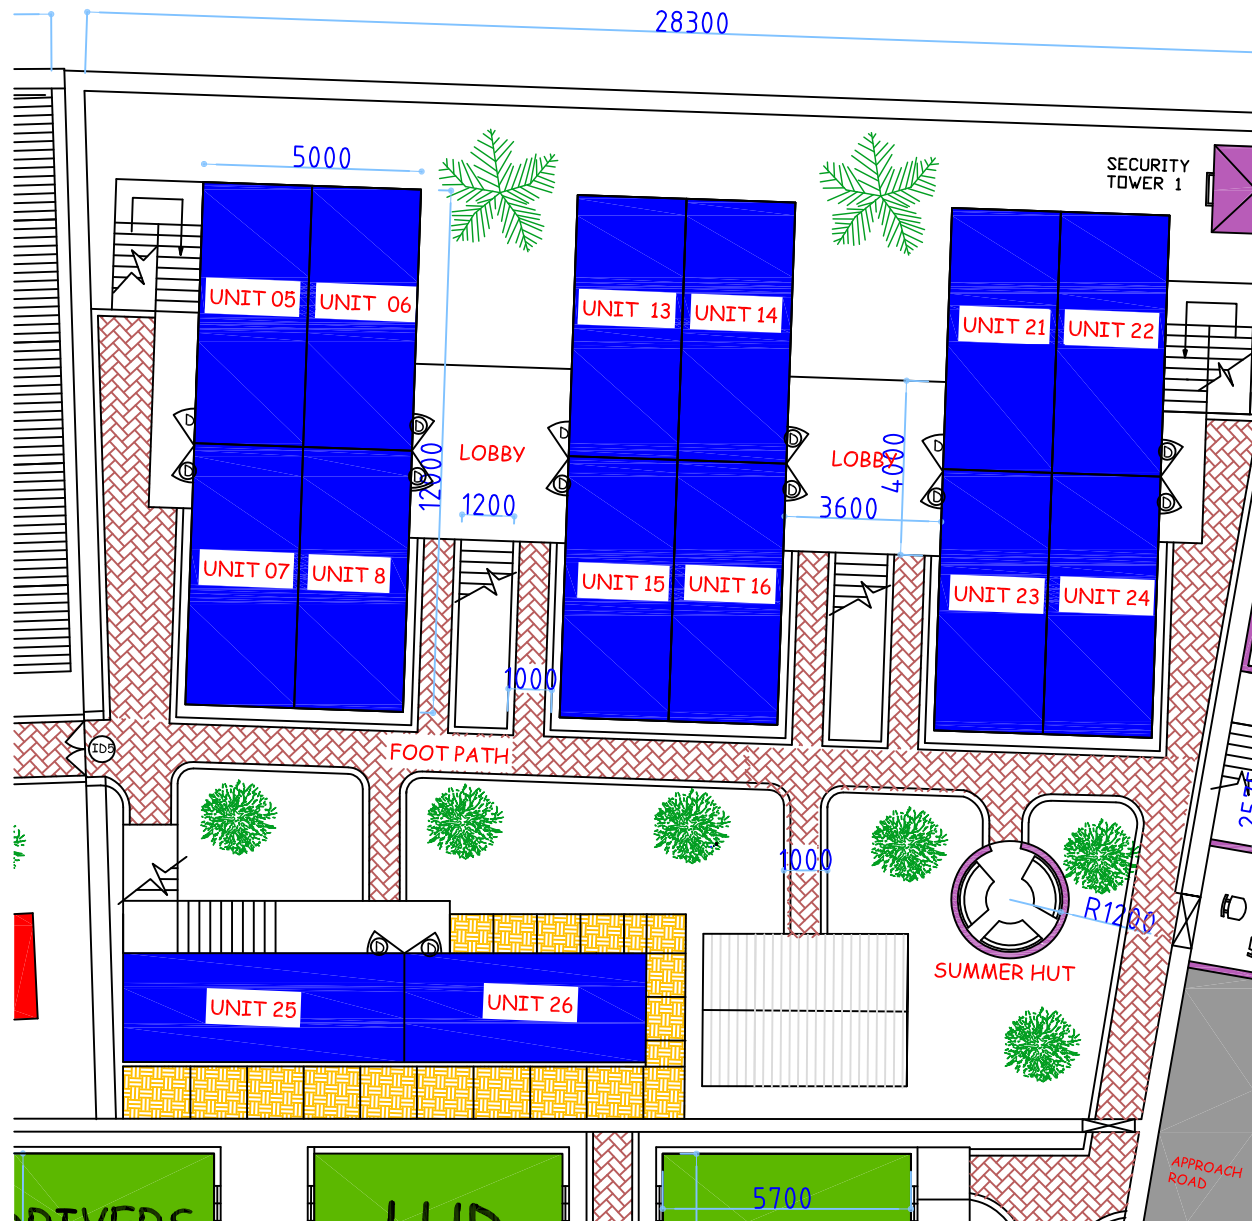 28300
5000
SECURITY
TOWER 1
UNIT 05
UNIT 06
UNIT 13
UNIT 14
UNIT 21
UNIT 22
D
D
D
D
D
D
LOBBY
LOBBY
12000
4000
D
D
D
D
D
D
1200
3600
UNIT 07
UNIT 8
UNIT 15
UNIT 16
UNIT 23
UNIT 24
1000
ID5
FOOT PATH
1000
R1200
D
D
SUMMER HUT
UNIT 25
UNIT 26
APPROACH
ROAD
5700